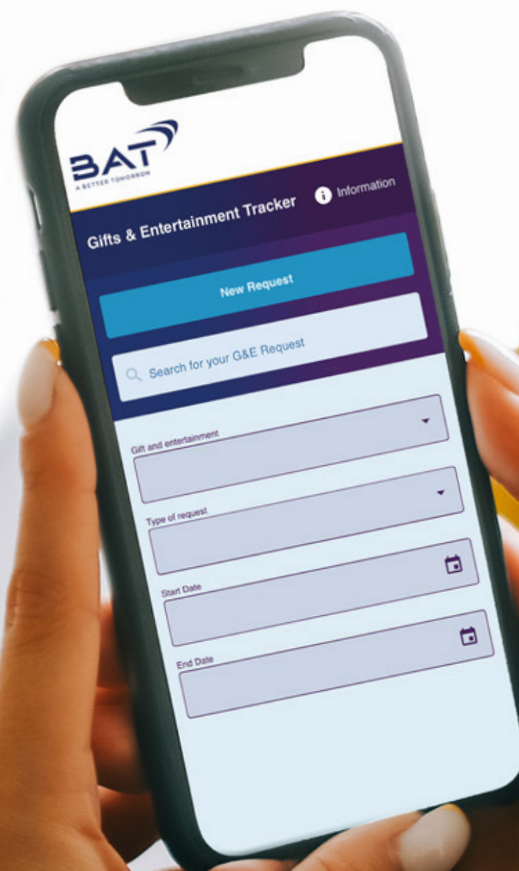 BAT
A BETTER TOMORROW
Gifts & Entertainment Tracker
Information
New Request
Search for your G&E Request
Gift and entertainment
Type of request
Start Date
End Date